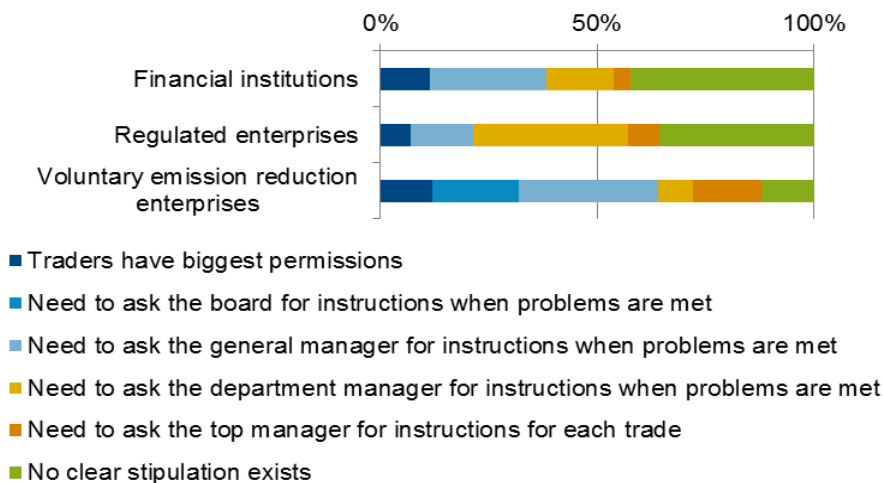 0% 50% 100%
Financial institutions
Regulated enterprises
Voluntary emission reduction
enterprises
Traders have biggest permissions
Need to ask the board for instructions when problems are met
Need to ask the general manager for instructions when problems are met
Need to ask the department manager for instructions when problems are met
Need to ask the top manager for instructions for each trade
No clear stipulation exists